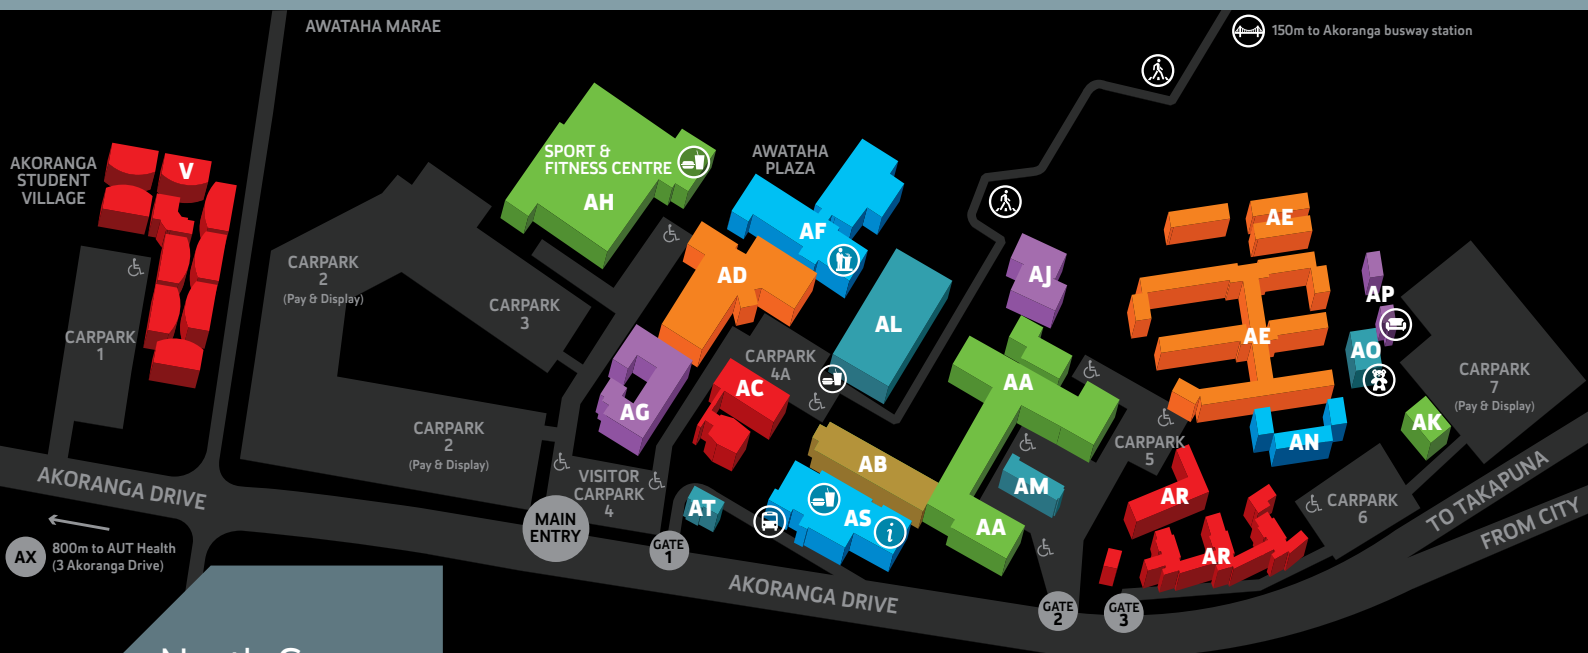 AWATAHA MARAE
150m to Akoranga busway station
AKORANGA
STUDENT
VILLAGE
V
SPORT &
FITNESS CENTRE
AH
AWATAHA
PLAZA
AF
AD
AJ
AE
AP
AL
AE
AO
CARPARK
1
CARPARK
2
(Pay & Display)
CARPARK
3
CARPARK
4A
AC
AG
AA
CARPARK
7
(Pay & Display)
AK
CARPARK
2
(Pay & Display)
CARPARK
5
AN
AB
AM
VISITOR
CARPARK
4
AT
AS
i
AA
AR
AR
CARPARK
6
AKORANGA DRIVE
MAIN
ENTRY
GATE
1
TO TAKAPUNA
FROM CITY
AX
800m to AUT Health
(3 Akoranga Drive)
AKORANGA DRIVE
GATE
2
GATE
3